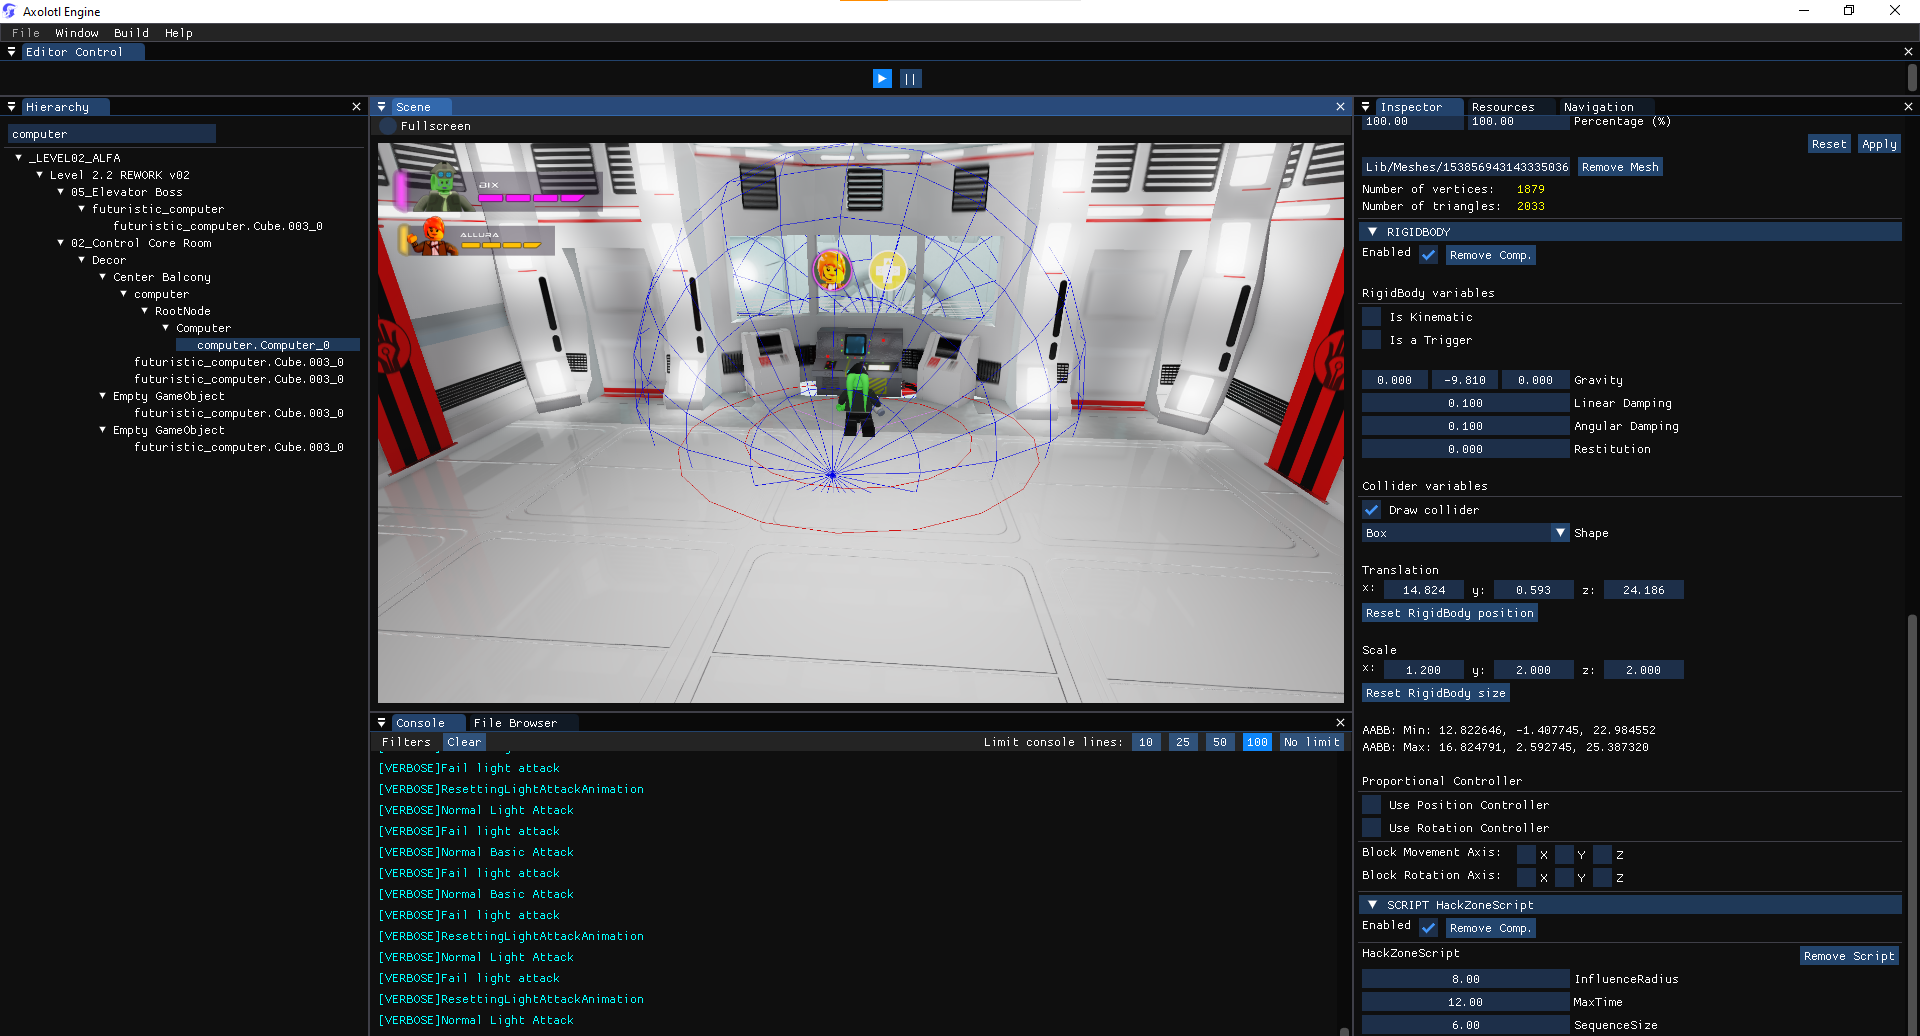 Axolotl Engine
File Window Build Help
Editor Control
Hierarchy
computer
_LEVEL02_ALFA
Level 2.2 REWORK v02
05_Elevator Boss
futuristic_computer
futuristic_computer.Cube.003_0
02_Control Core Room
Decor
Center Balcony
computer
RootNode
Computer
computer.Computer_0
futuristic_computer.Cube.003_0
futuristic_computer.Cube.003_0
Empty GameObject
futuristic_computer.Cube.003_0
Empty GameObject
futuristic_computer.Cube.003_0
Scene
Fullscreen
BIX
ALLURA
Console File Browser
Filters Clear Limit console lines: 10 25 50 100 No limit
[VERBOSE]Fail light attack
[VERBOSE]ResettingLightAttackAnimation
[VERBOSE]Normal Light Attack
[VERBOSE]Fail light attack
[VERBOSE]Normal Basic Attack
[VERBOSE]Fail light attack
[VERBOSE]Normal Basic Attack
[VERBOSE]Fail light attack
[VERBOSE]ResettingLightAttackAnimation
[VERBOSE]Normal Light Attack
[VERBOSE]Fail light attack
[VERBOSE]ResettingLightAttackAnimation
[VERBOSE]Normal Light Attack
Inspector Resources Navigation
100.00 100.00 Percentage (%)
Reset Apply
Lib/Meshes/153856943143335036 Remove Mesh
Number of vertices: 1879
Number of triangles: 2033
RIGIDBODY
Enabled Remove Comp.
RigidBody variables
Is Kinematic
Is a Trigger
0.000 -9.810 0.000 Gravity
0.100 Linear Damping
0.100 Angular Damping
0.000 Restitution
Collider variables
Draw collider
Box Shape
Translation
x: 14.824 y: 0.593 z: 24.186
Reset RigidBody position
Scale
x: 1.200 y: 2.000 z: 2.000
Reset RigidBody size
AABB: Min: 12.822646, -1.407745, 22.984552
AABB: Max: 16.824791, 2.592745, 25.387320
Proportional Controller
Use Position Controller
Use Rotation Controller
Block Movement Axis: X Y Z
Block Rotation Axis: X Y Z
SCRIPT HackZoneScript
Enabled Remove Comp.
HackZoneScript Remove Script
8.00 InfluenceRadius
12.00 MaxTime
6.00 SequenceSize